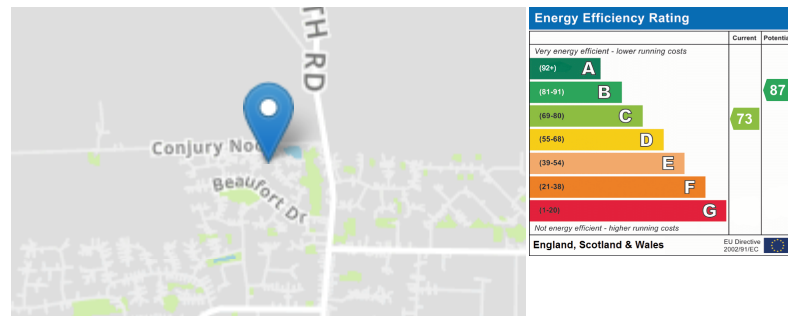 TH RD
Conjury Noo
Beaufort Dr
Energy Efficiency Rating
Current Potentia
Very energy efficient - lower running costs
(92+) A
(81-91) B 87
(69-80) C 73
(55-68) D
(39-54) E
(21-38) F
(1-20) G
Not energy efficient - higher running costs
England, Scotland & Wales
EU Directive
2002/91/EC